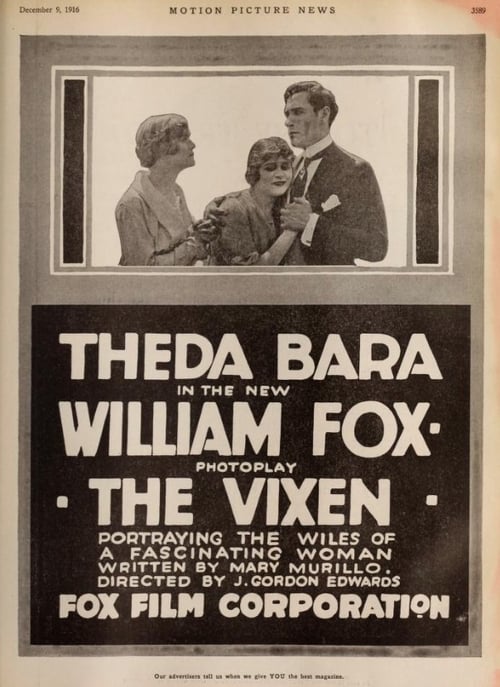 December 9, 1916
MOTION PICTURE NEWS
3589
THEDA BARA
IN THE NEW
WILLIAM FOX·
PHOTOPLAY
· THE VIXEN ·
PORTRAYING THE WILES OF
A FASCINATING WOMAN
WRITTEN BY MARY MURILLO.
DIRECTED BY J. GORDON EDWARDS
FOX FILM CORPORATION
Our advertisers tell us when we give YOU the best magazine.